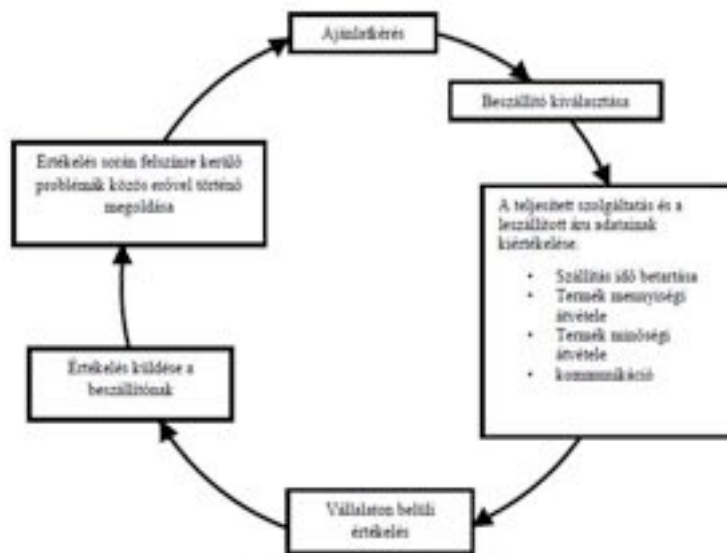 Ajánlatkérés
Beszállító kiválasztása
A teljesített szolgáltatás és a
leszállított áru adatainak
kiértékelése.
• Szállítás idő betartása
• Termék mennyiségi
átvétele
• Termék minőségi
átvétele
• kommunikáció
Vállalaton belüli
értékelés
Értékelés küldése a
beszállítónak
Értékelés során felszínre kerülő
problémák közös erővel történő
megoldása